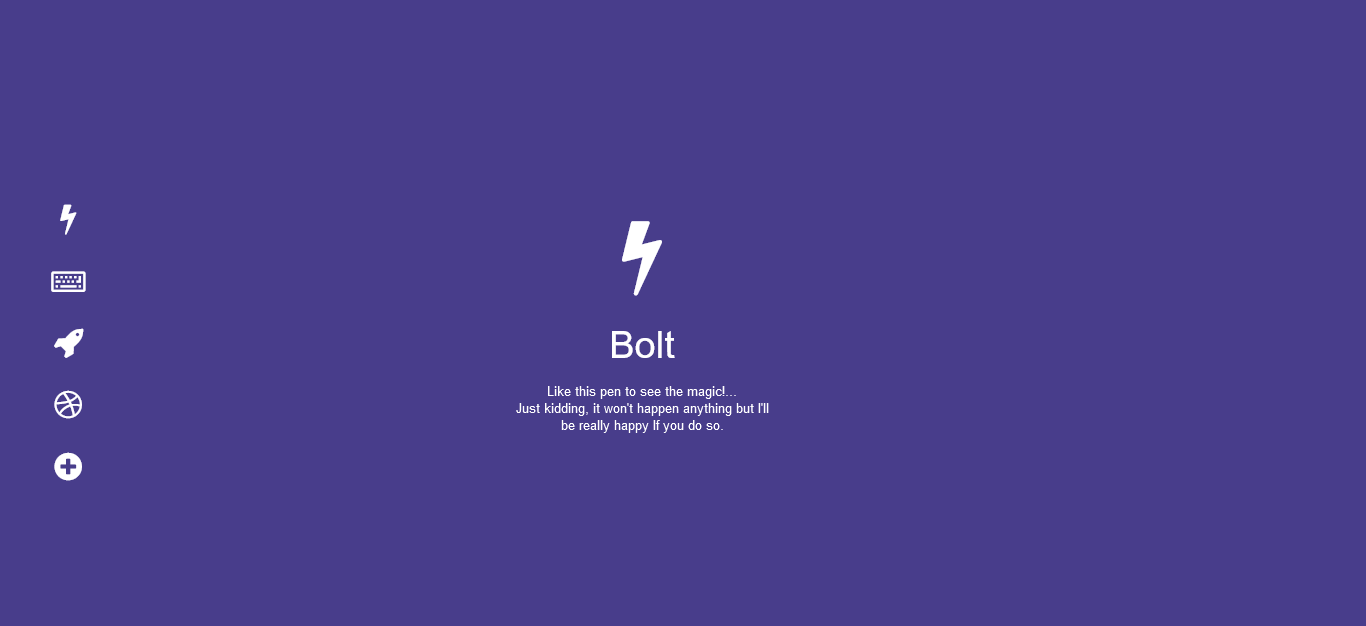 Bolt
Like this pen to see the magic!...
Just kidding, it won't happen anything but I'll
be really happy If you do so.